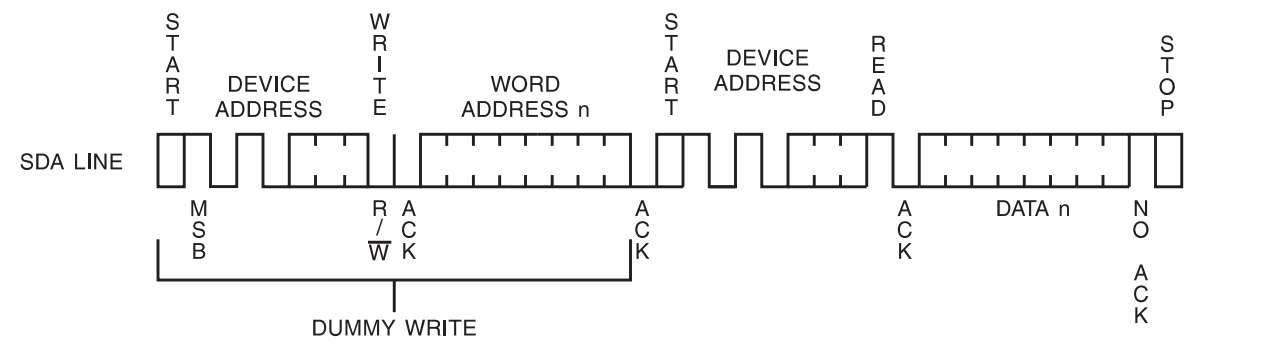 START
DEVICE
ADDRESS
WRITE
WORD
ADDRESS n
START
DEVICE
ADDRESS
READ
STOP
SDA LINE
MSB
R/W
ACK
ACK
ACK
DATA n
NO ACK
DUMMY WRITE